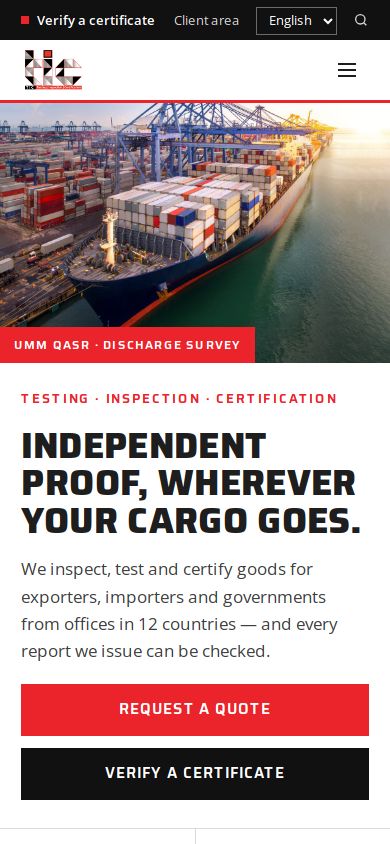 Verify a certificate
Client area
English
UMM QASR · DISCHARGE SURVEY
TESTING · INSPECTION · CERTIFICATION
INDEPENDENT
PROOF, WHEREVER
YOUR CARGO GOES.
We inspect, test and certify goods for
exporters, importers and governments
from offices in 12 countries — and every
report we issue can be checked.
REQUEST A QUOTE
VERIFY A CERTIFICATE